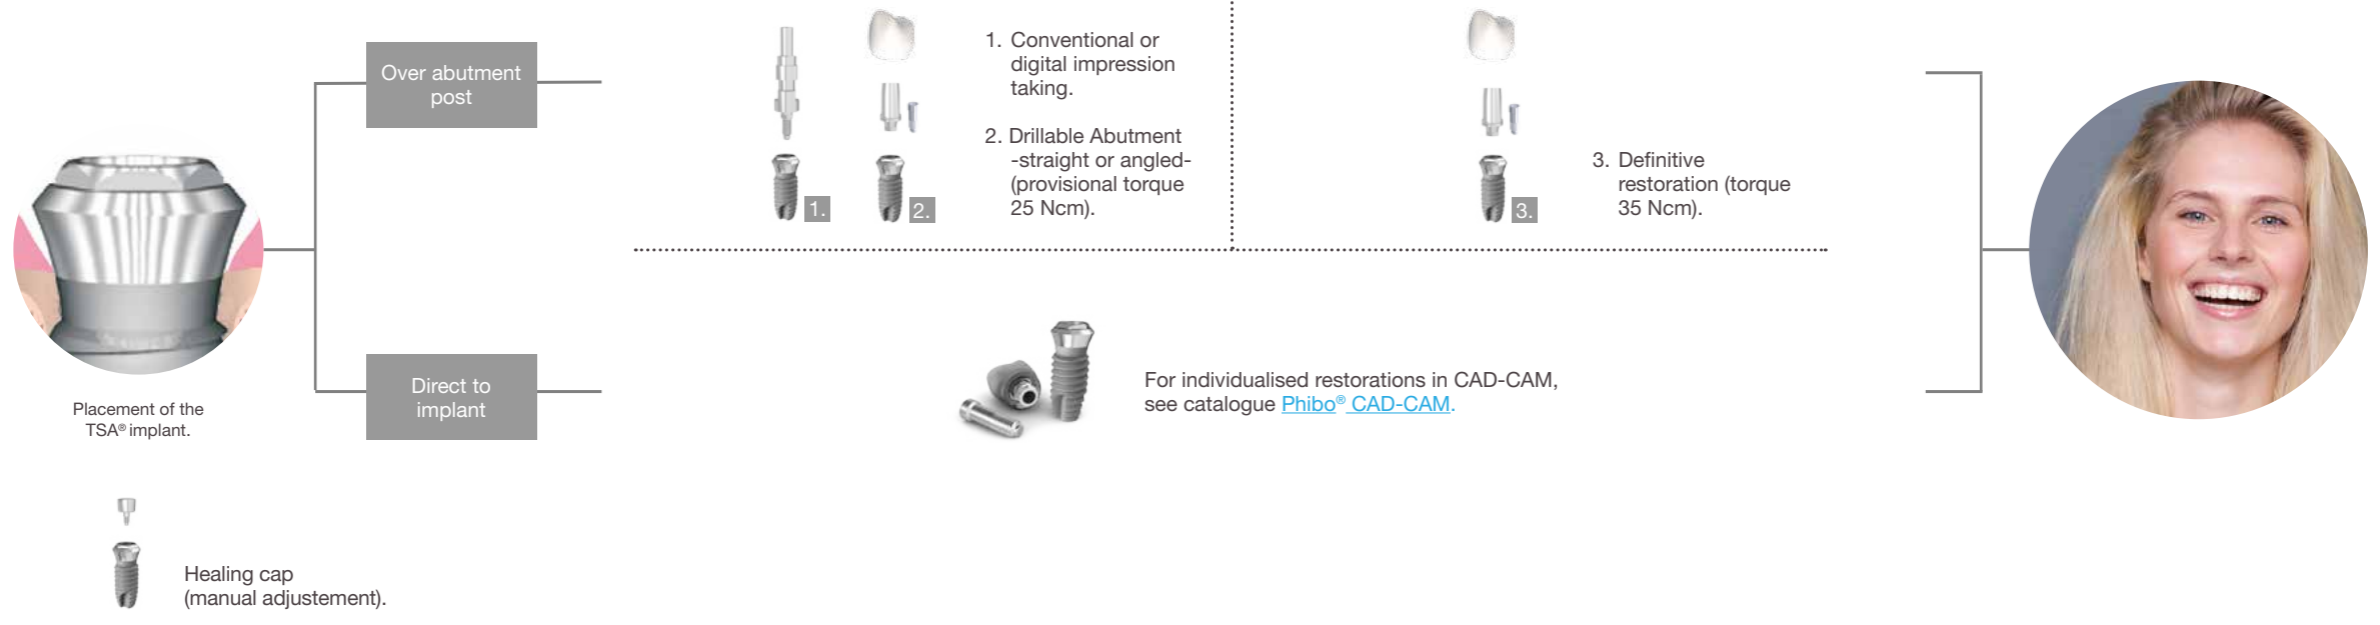 Over abutment
post
1. Conventional or
digital impression
taking.
2. Drillable Abutment
-straight or angled-
(provisional torque
25 Ncm).
1.
2.
3. Definitive
restoration (torque
35 Ncm).
3.
Placement of the
TSA® implant.
Direct to
implant
For individualised restorations in CAD-CAM,
see catalogue Phibo® CAD-CAM.
Healing cap
(manual adjustement).